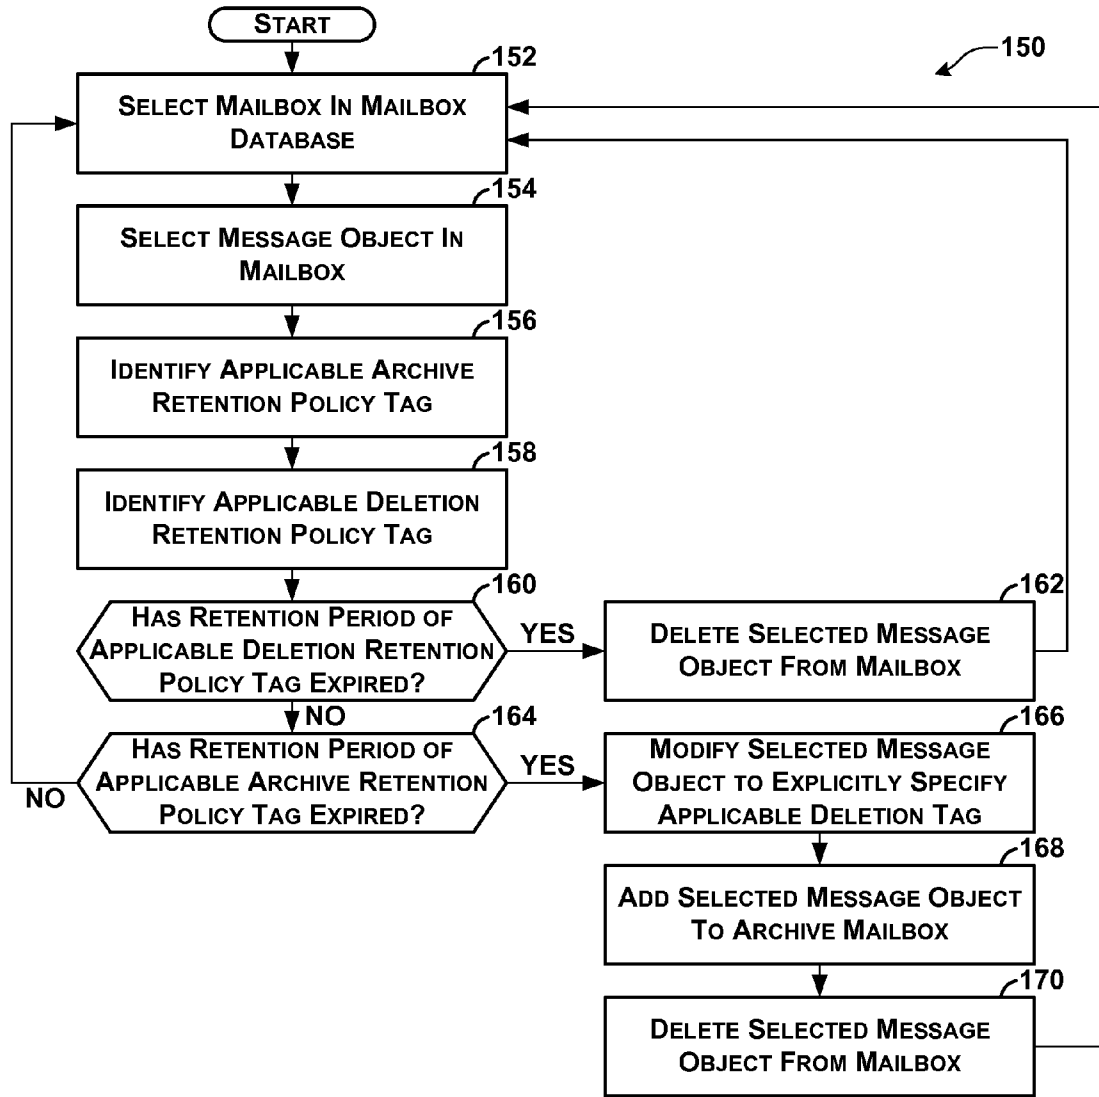 START
152
150
SELECT MAILBOX IN MAILBOX
DATABASE
154
SELECT MESSAGE OBJECT IN
MAILBOX
156
IDENTIFY APPLICABLE ARCHIVE
RETENTION POLICY TAG
158
IDENTIFY APPLICABLE DELETION
RETENTION POLICY TAG
160
HAS RETENTION PERIOD OF
APPLICABLE DELETION RETENTION
POLICY TAG EXPIRED?
YES
162
DELETE SELECTED MESSAGE
OBJECT FROM MAILBOX
NO
164
HAS RETENTION PERIOD OF
APPLICABLE ARCHIVE RETENTION
POLICY TAG EXPIRED?
NO
YES
166
MODIFY SELECTED MESSAGE
OBJECT TO EXPLICITLY SPECIFY
APPLICABLE DELETION TAG
168
ADD SELECTED MESSAGE OBJECT
TO ARCHIVE MAILBOX
170
DELETE SELECTED MESSAGE
OBJECT FROM MAILBOX